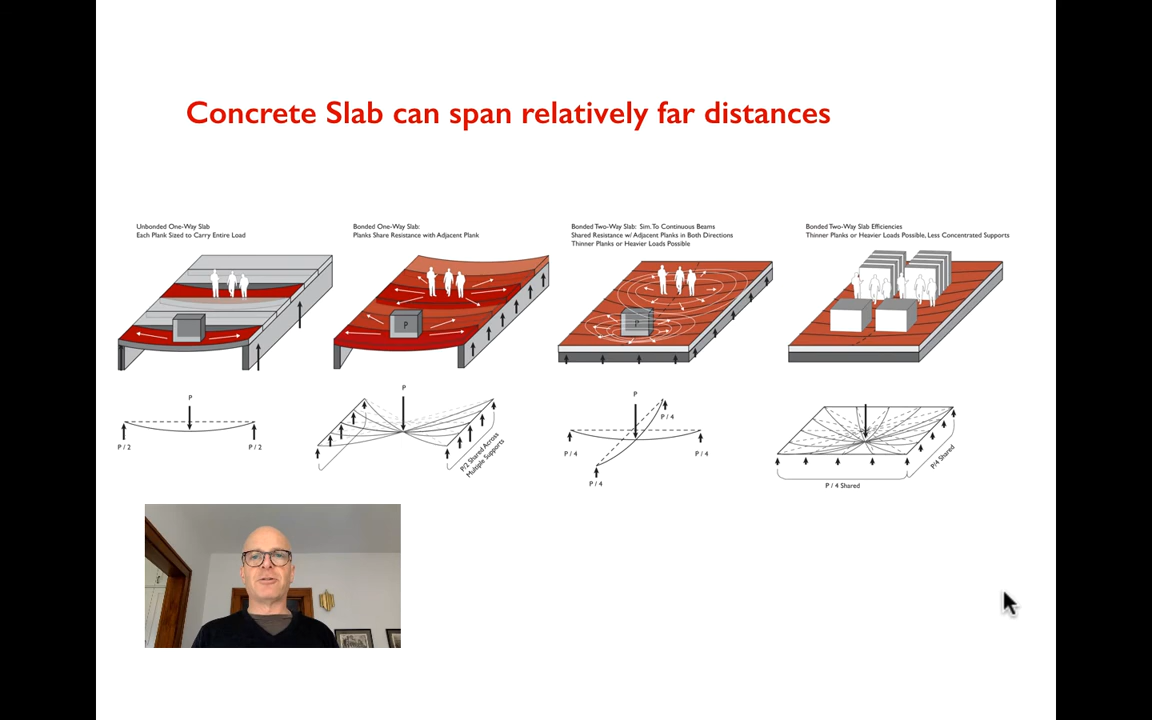 Concrete Slab can span relatively far distances
Unbonded One-Way Slab
Each Plank Sized to Carry Entire Load
Bonded One-Way Slab:
Planks Share Resistance with Adjacent Plank
Bonded Two-Way Slab: Sim. To Continuous Beams
Shared Resistance w/ Adjacent Planks in Both Directions
Thinner Planks or Heavier Loads Possible
Bonded Two-Way Slab Efficiencies
Thinner Planks or Heavier Loads Possible, Less Concentrated Supports
P
P
P
P / 2
P / 2
P
P/2 Shared Across
Multiple Supports
P
P / 4
P / 4
P / 4
P / 4
P / 4 Shared
P/4 Shared